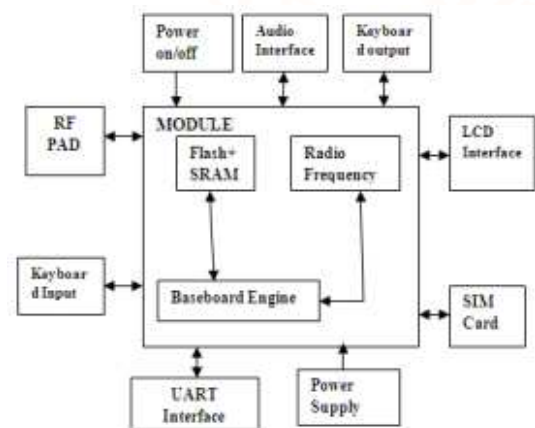 Power
on/off
Audio
Interface
Keyboar
d output
RF
PAD
MODULE
LCD
Interface
Flash+
SRAM
Radio
Frequency
Keyboar
d Input
Baseboard Engine
SIM
Card
UART
Interface
Power
Supply